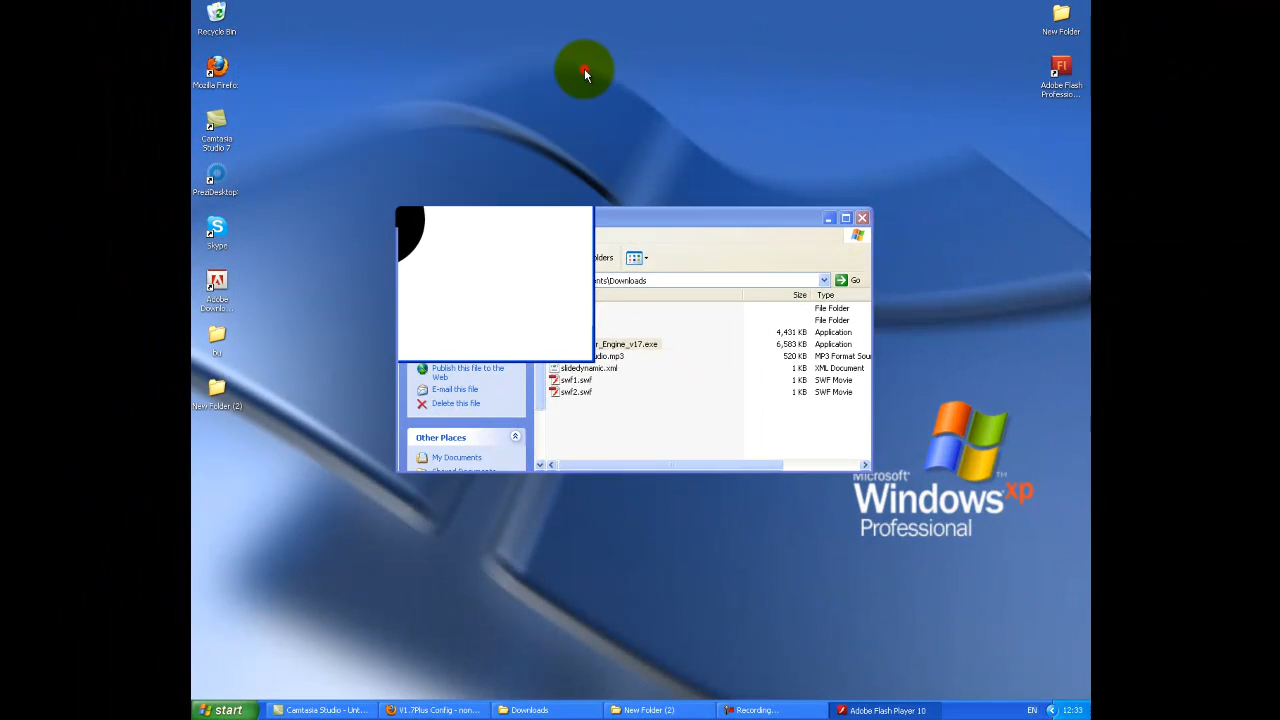 Recycle Bin
Mozilla Firefo.
Camtasia
Studio 7
PreziDesktop
Skype
Adobe
Downlo...
bu
New Folder (2)
New Folder
Adobe Flash
Professio...
olders
ents\Downloads
Go
Size
Type
File Folder
File Folder
4,431 KB
Application
r_Engine_v17.exe
6,583 KB
Application
dio.mp3
520 KB
MP3 Format Sou
slidedynamic.xml
1 KB
XML Document
swf1.swf
1 KB
SWF Movie
swf2.swf
1 KB
SWF Movie
Publish this file to the
Web
E-mail this file
Delete this file
Other Places
My Documents
Microsoft
Windows xp
Professional
start
Camtasia Studio - Unt...
V1.7Plus Config - non...
Downloads
New Folder (2)
Recording...
Adobe Flash Player 10
EN
12:33